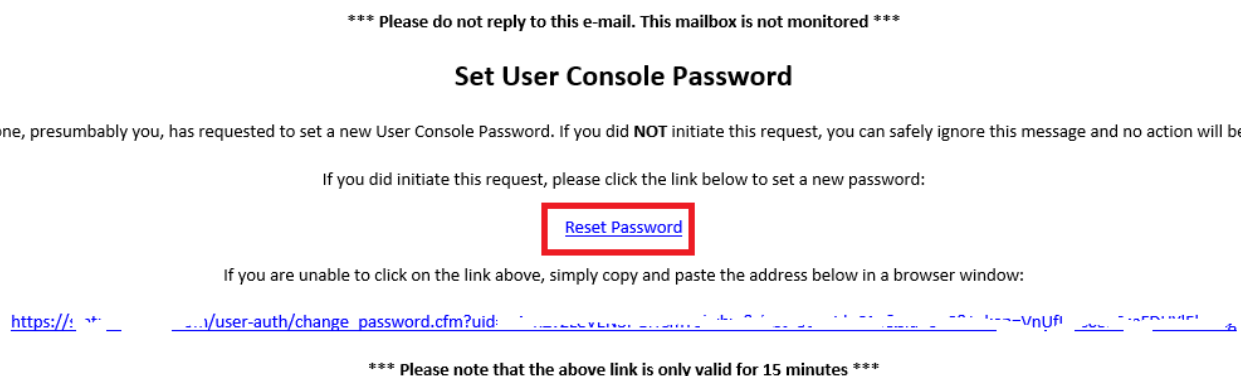 *** Please do not reply to this e-mail. This mailbox is not monitored ***
Set User Console Password
one, presumbably you, has requested to set a new User Console Password. If you did NOT initiate this request, you can safely ignore this message and no action will be
If you did initiate this request, please click the link below to set a new password:
Reset Password
If you are unable to click on the link above, simply copy and paste the address below in a browser window:
https:// /user-auth/change_password.cfm?uid
*** Please note that the above link is only valid for 15 minutes ***